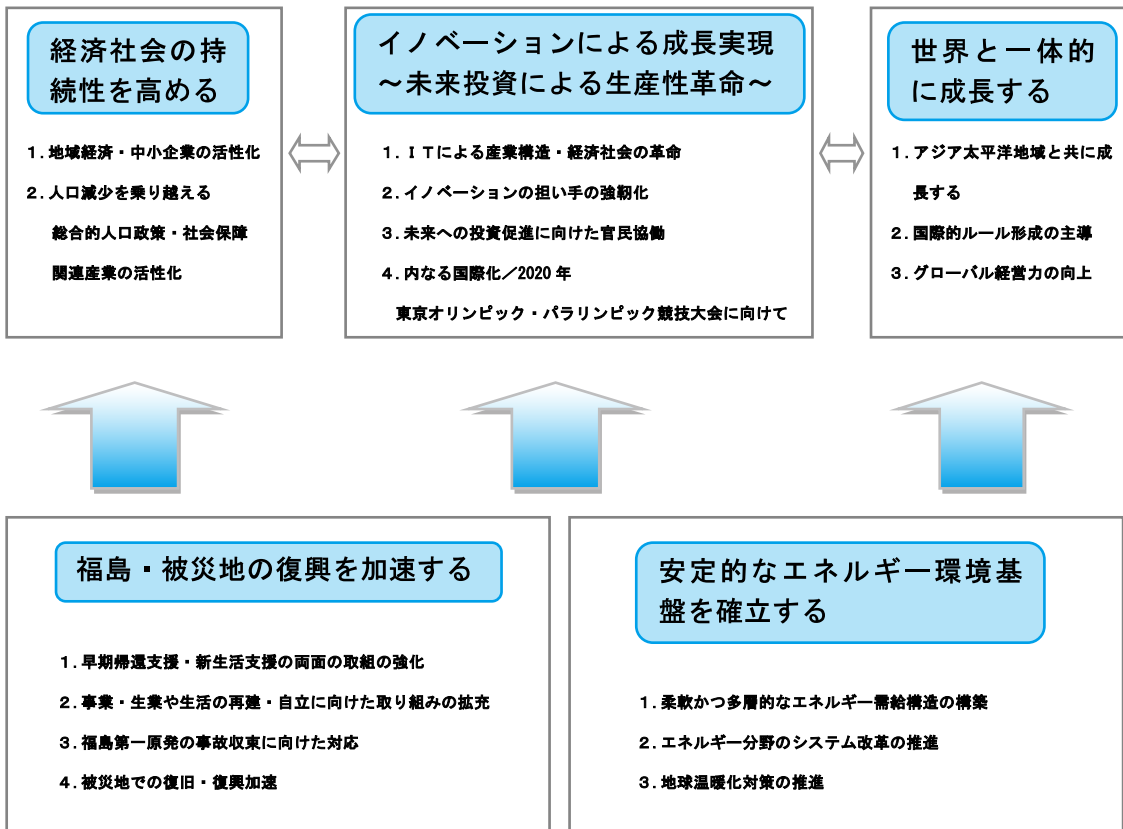 経済社会の持
続性を高める
1．地域経済・中小企業の活性化
2．人口減少を乗り越える
総合的人口政策・社会保障
関連産業の活性化
イノベーションによる成長実現
～未来投資による生産性革命～
1．ＩＴによる産業構造・経済社会の革命
2．イノベーションの担い手の強靭化
3．未来への投資促進に向けた官民協働
4．内なる国際化／2020 年
東京オリンピック・パラリンピック競技大会に向けて
世界と一体的
に成長する
1．アジア太平洋地域と共に成
長する
2．国際的ルール形成の主導
3．グローバル経営力の向上
福島・被災地の復興を加速する
1．早期帰還支援・新生活支援の両面の取組の強化
2．事業・生業や生活の再建・自立に向けた取り組みの拡充
3．福島第一原発の事故収束に向けた対応
4．被災地での復旧・復興加速
安定的なエネルギー環境基
盤を確立する
1．柔軟かつ多層的なエネルギー需給構造の構築
2．エネルギー分野のシステム改革の推進
3．地球温暖化対策の推進